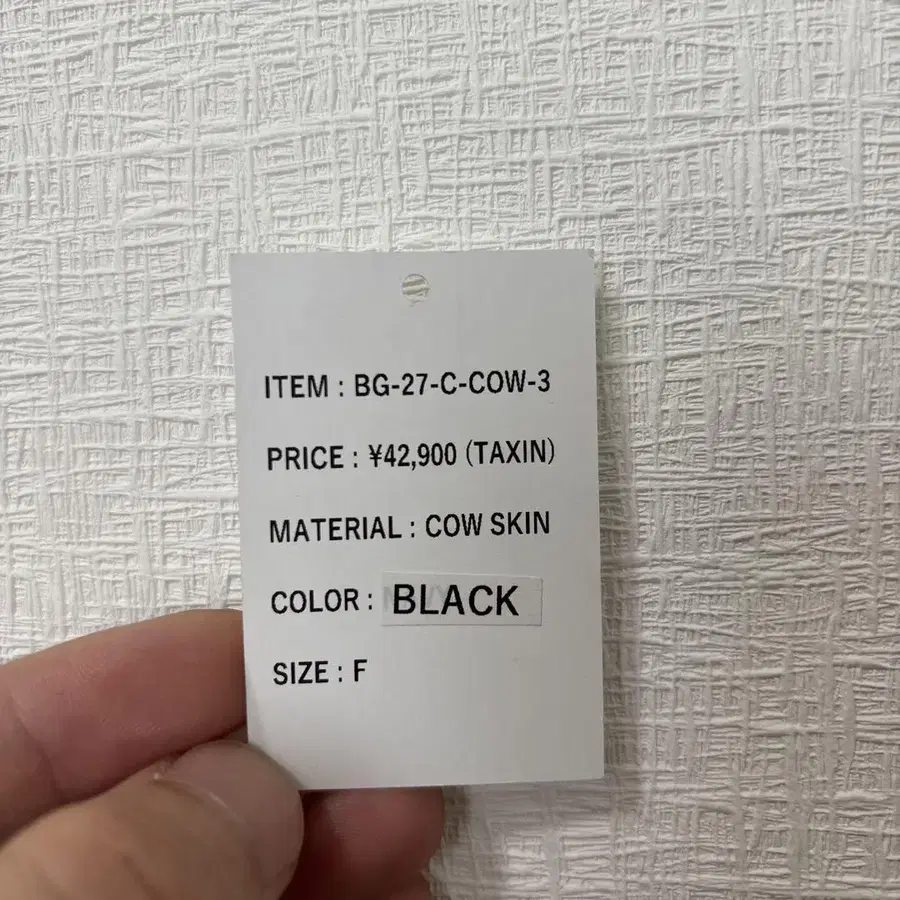 ITEM : BG-27-C-COW-3
PRICE : ¥42,900 (TAXIN)
MATERIAL : COW SKIN
COLOR : BLACK
SIZE : F